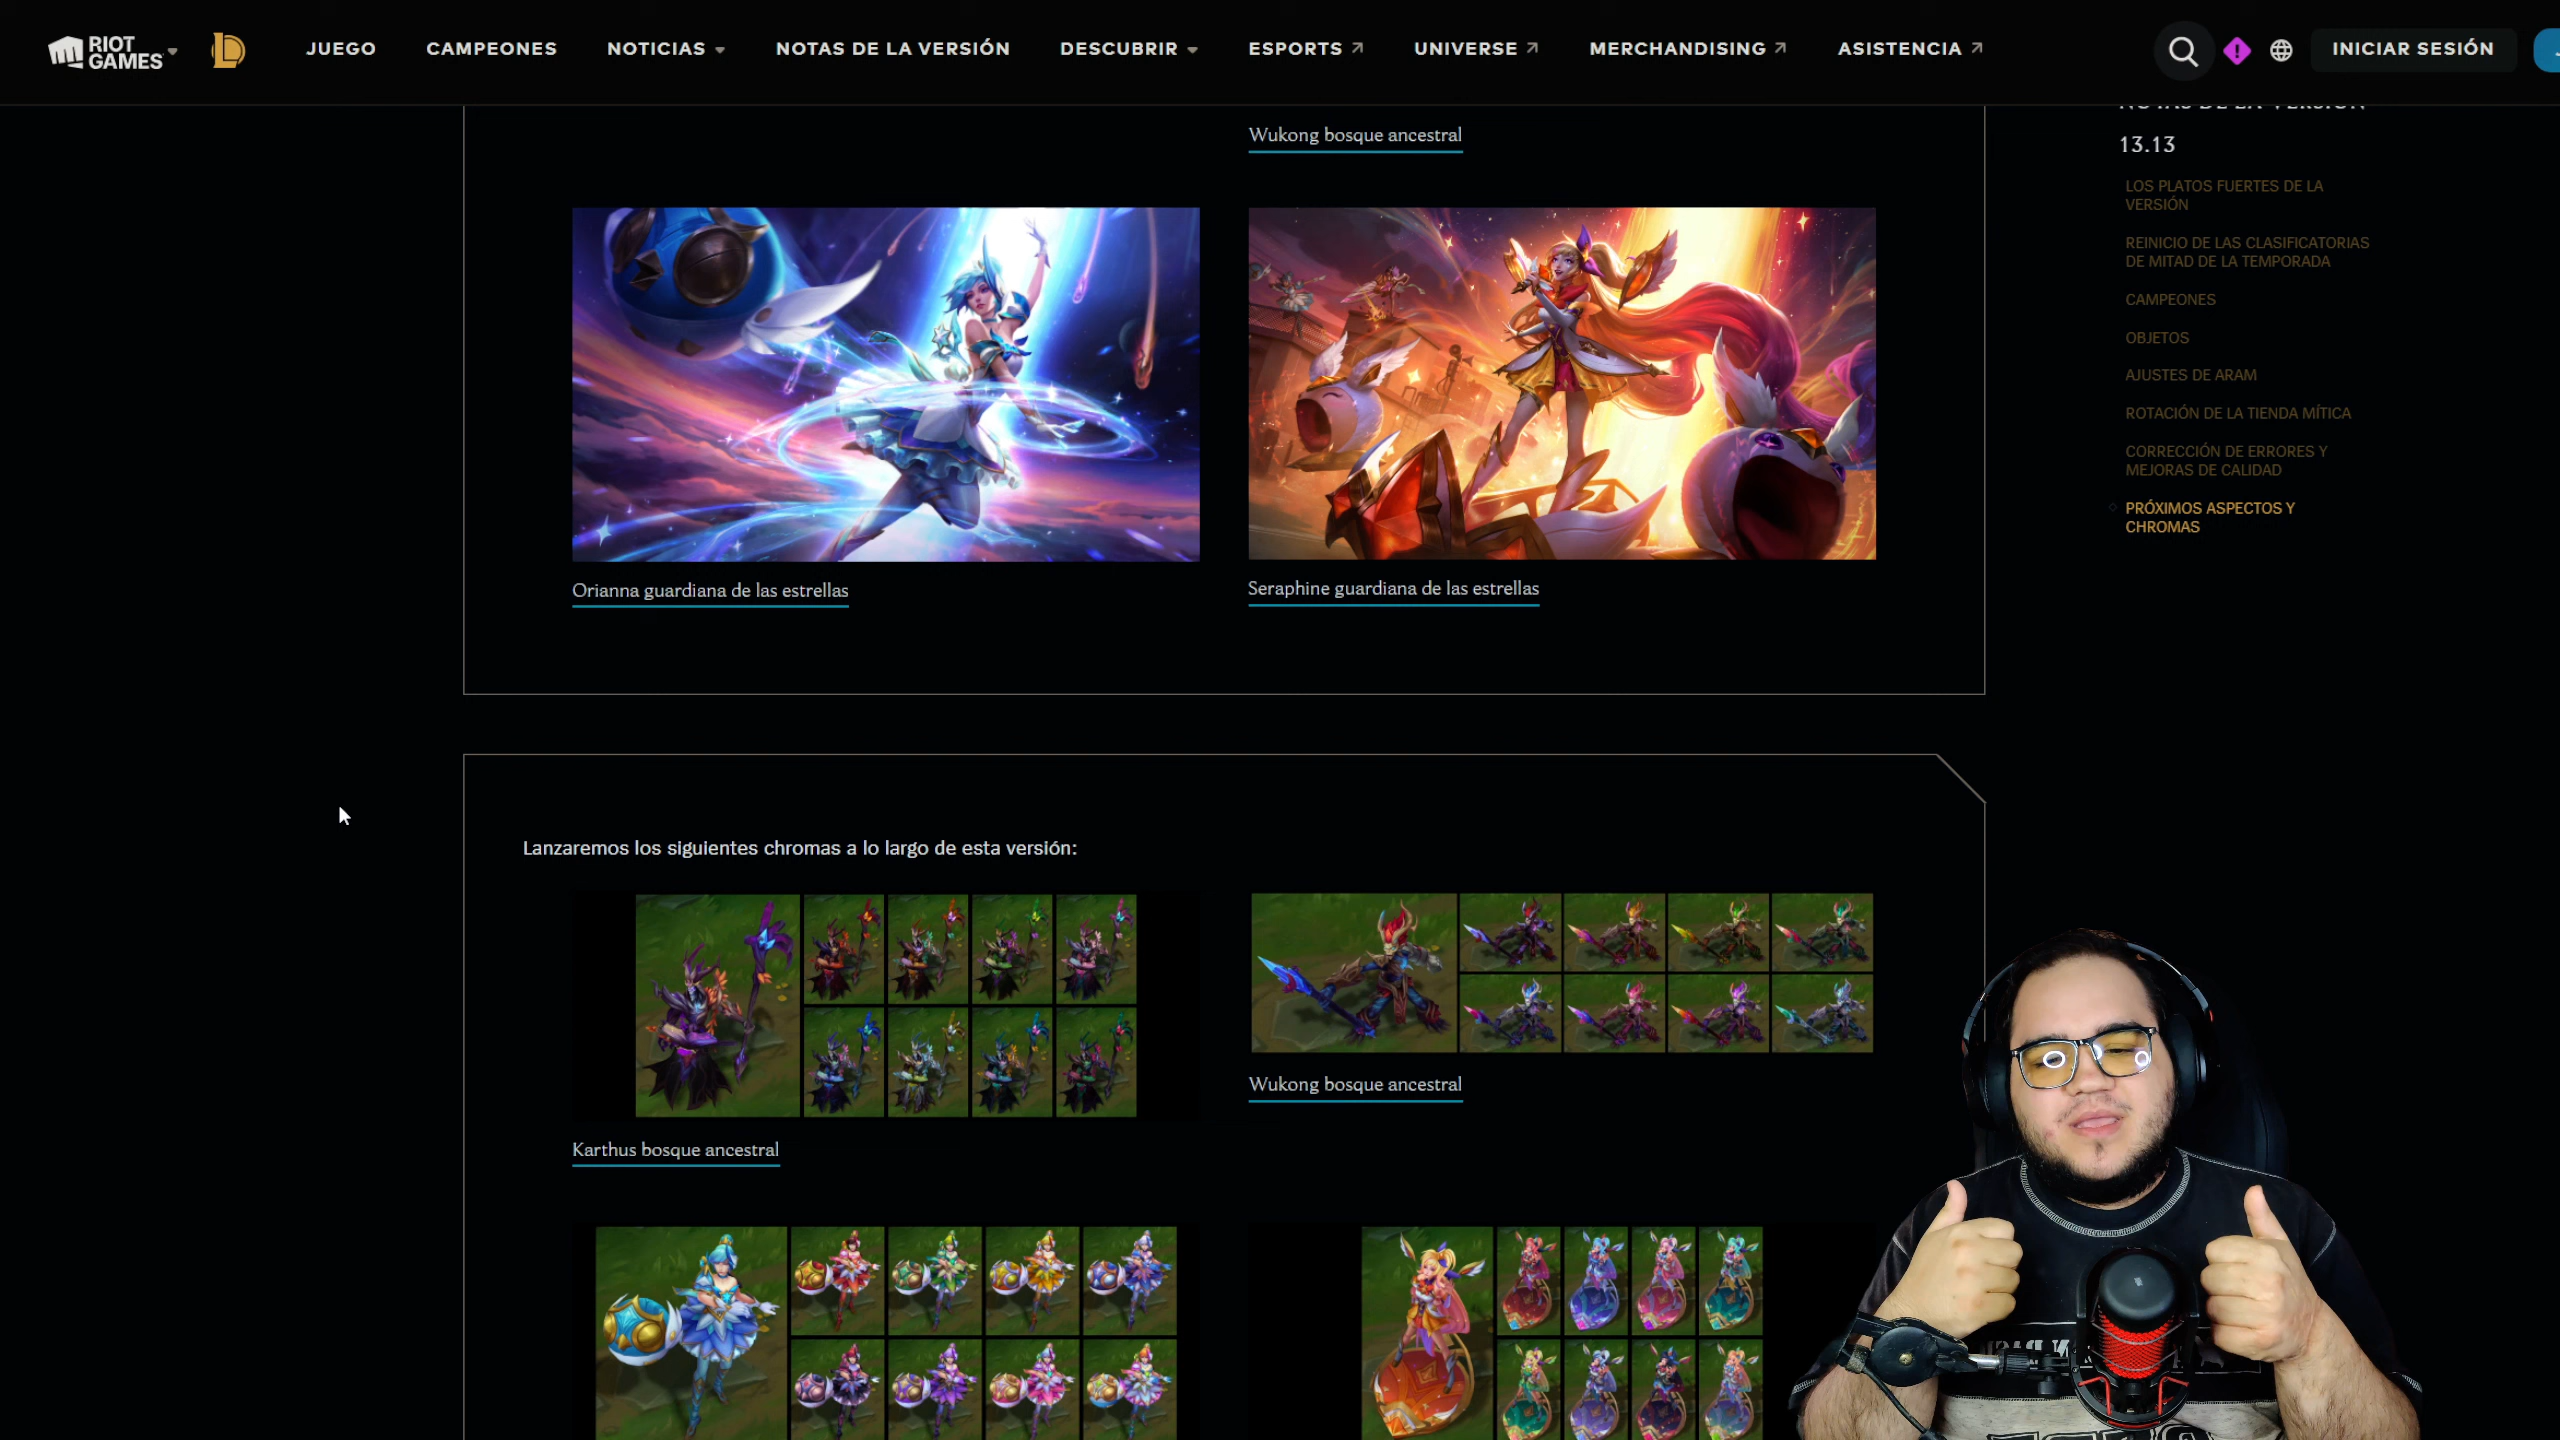 RIOT
GAMES
JUEGO
CAMPEONES
NOTICIAS
NOTAS DE LA VERSIÓN
DESCUBRIR
ESPORTS
UNIVERSE
MERCHANDISING
ASISTENCIA
INICIAR SESIÓN
NOTAS DE LA VERSIÓN
13.13
LOS PLATOS FUERTES DE LA
VERSIÓN
REINICIO DE LAS CLASIFICATORIAS
DE MITAD DE LA TEMPORADA
CAMPEONES
OBJETOS
AJUSTES DE ARAM
ROTACIÓN DE LA TIENDA MÍTICA
CORRECCIÓN DE ERRORES Y
MEJORAS DE CALIDAD
PRÓXIMOS ASPECTOS Y
CHROMAS
Wukong bosque ancestral
Orianna guardiana de las estrellas
Seraphine guardiana de las estrellas
Lanzaremos los siguientes chromas a lo largo de esta versión:
Karthus bosque ancestral
Wukong bosque ancestral